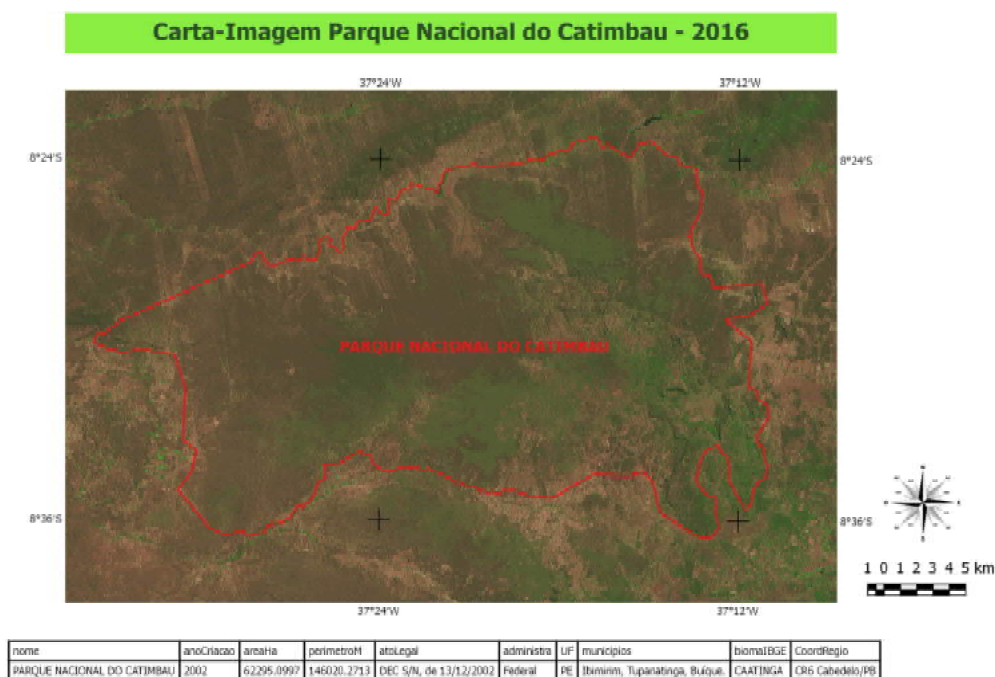 Carta-Imagem Parque Nacional do Catimbau - 2016
37°24'W 37°12'W
8°24'S 8°24'S
PARQUE NACIONAL DO CATIMBAU
8°36'S 8°36'S
1 0 1 2 3 4 5 km
37°24'W 37°12'W
nome anoCriacao areaHa perimetroM atoLegal administra UF municipios biomaIBGE CoordRegio
PARQUE NACIONAL DO CATIMBAU 2002 62295.0997 146020.2713 DEC S/N, de 13/12/2002 Federal PE Ibimirim, Tupanatinga, Buíque. CAATINGA CR6 Cabedelo/PB